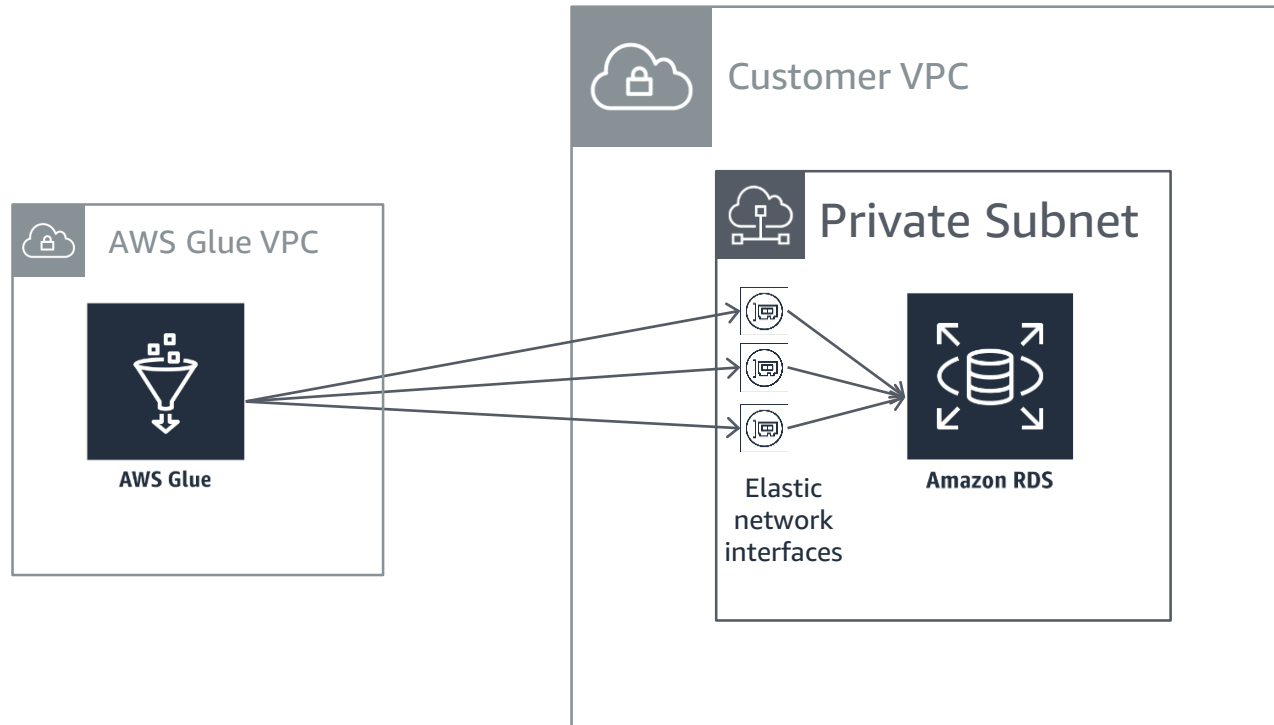 Customer VPC
Private Subnet
AWS Glue VPC
AWS Glue
Amazon RDS
Elastic
network
interfaces